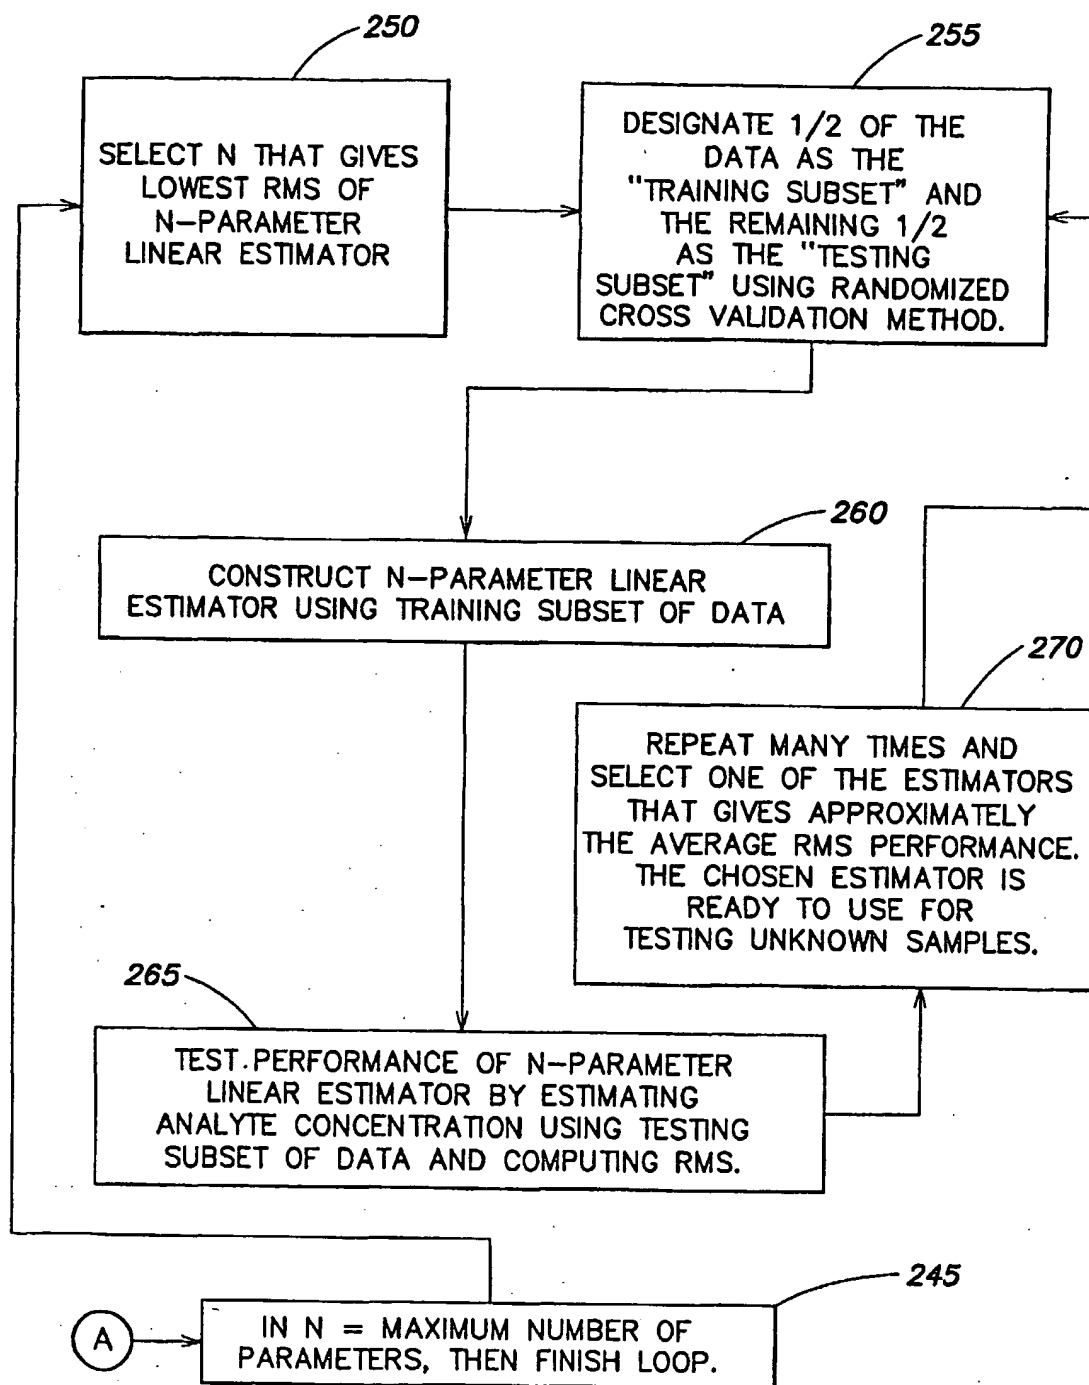 250
SELECT N THAT GIVES
LOWEST RMS OF
N-PARAMETER
LINEAR ESTIMATOR
255
DESIGNATE 1/2 OF THE
DATA AS THE
"TRAINING SUBSET" AND
THE REMAINING 1/2
AS THE "TESTING
SUBSET" USING RANDOMIZED
CROSS VALIDATION METHOD.
260
CONSTRUCT N-PARAMETER LINEAR
ESTIMATOR USING TRAINING SUBSET OF DATA
270
REPEAT MANY TIMES AND
SELECT ONE OF THE ESTIMATORS
THAT GIVES APPROXIMATELY
THE AVERAGE RMS PERFORMANCE.
THE CHOSEN ESTIMATOR IS
READY TO USE FOR
TESTING UNKNOWN SAMPLES.
265
TEST PERFORMANCE OF N-PARAMETER
LINEAR ESTIMATOR BY ESTIMATING
ANALYTE CONCENTRATION USING TESTING
SUBSET OF DATA AND COMPUTING RMS.
245
A
IN N = MAXIMUM NUMBER OF
PARAMETERS, THEN FINISH LOOP.